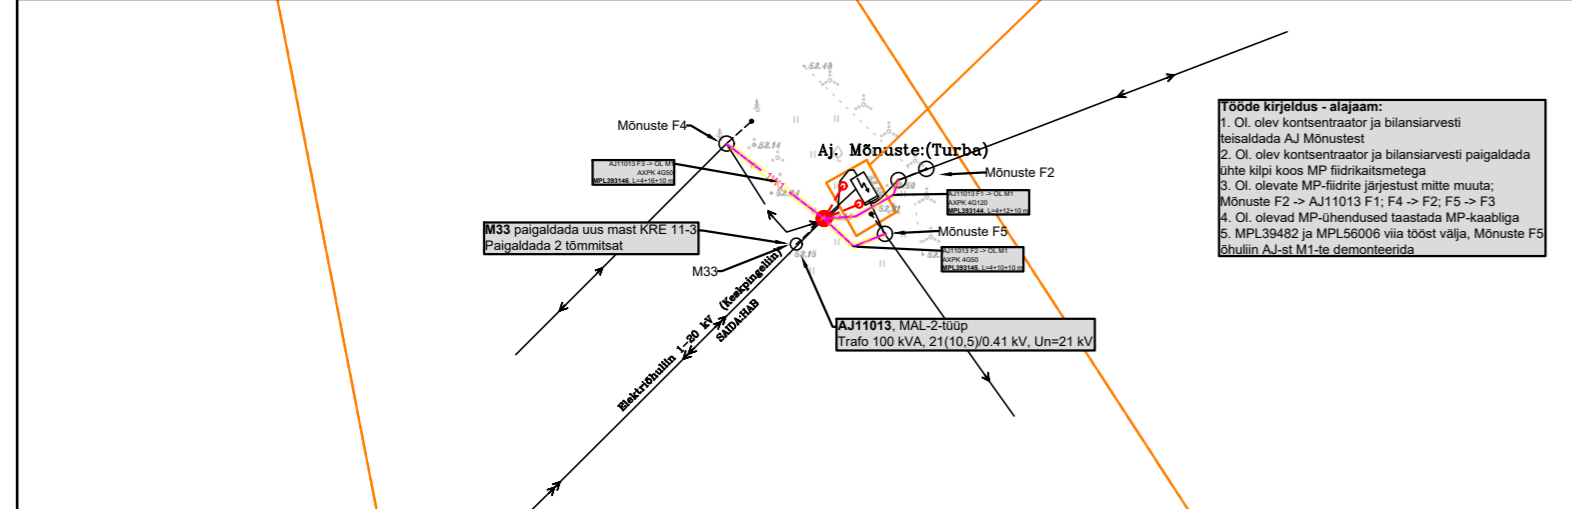 52.48
Mõnuste F4
52.14
Aj. Mõnuste:(Turba)
Mõnuste F2
AJ11013 F3 -> OL M1
AXPK 4G50
MPL393146, L=4+16+10 m
AJ11013 F1 -> OL M1
AXPK 4G120
MPL393144, L=4+12+10 m
Mõnuste F5
M33 paigaldada uus mast KRE 11-3
Paigaldada 2 tõmmitsat
52.15
AJ11013 F2 -> OL M1
AXPK 4G50
MPL393145, L=4+10+10 m
M33
Elektriõhuliin 1-20 kV (Keskpingeliin)
SAIDA:HAB
AJ11013, MAL-2-tüüp
Trafo 100 kVA, 21(10,5)/0.41 kV, Un=21 kV
Tööde kirjeldus - alajaam:
1. Ol. olev kontsentraator ja bilansiarvesti
teisaldada AJ Mõnustest
2. Ol. olev kontsentraator ja bilansiarvesti paigaldada
ühte kilpi koos MP fiidrikaitsmetega
3. Ol. olevate MP-fiidrite järjestust mitte muuta;
Mõnuste F2 -> AJ11013 F1; F4 -> F2; F5 -> F3
4. Ol. olevad MP-ühendused taastada MP-kaabliga
5. MPL39482 ja MPL56006 viia tööst välja, Mõnuste F5
õhuliin AJ-st M1-te demonteerida